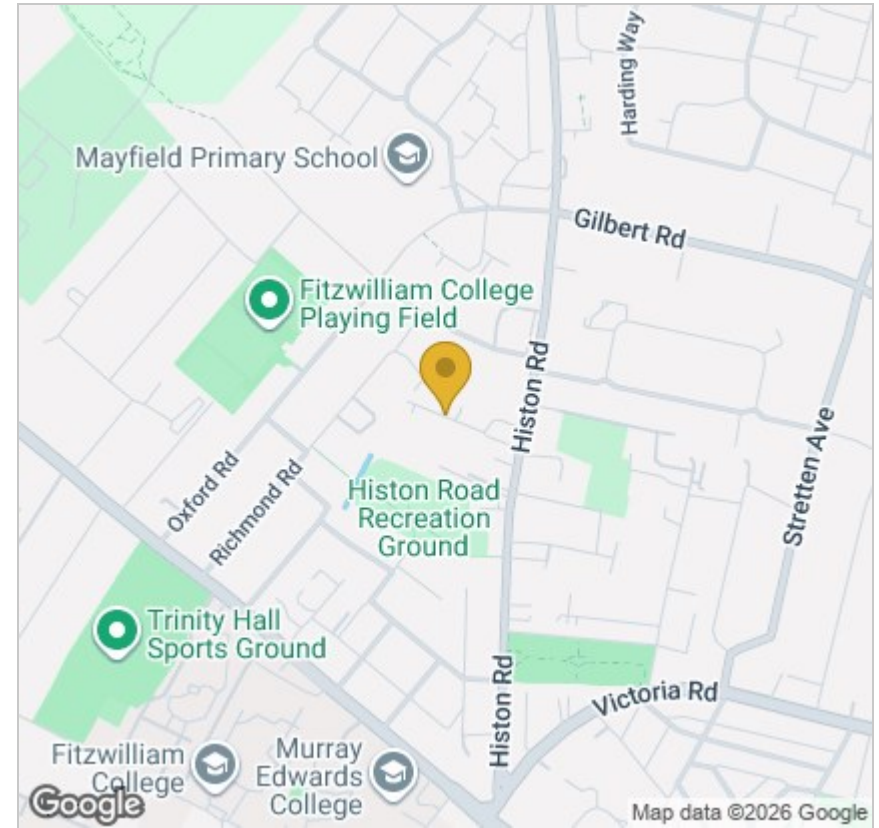 Harding Way
Mayfield Primary School
Gilbert Rd
Fitzwilliam College
Playing Field
Histon Rd
Oxford Rd
Richmond Rd
Histon Road
Recreation
Ground
Stretten Ave
Trinity Hall
Sports Ground
Histon Rd
Victoria Rd
Fitzwilliam
College
Murray
Edwards
College
Google
Map data ©2026 Google